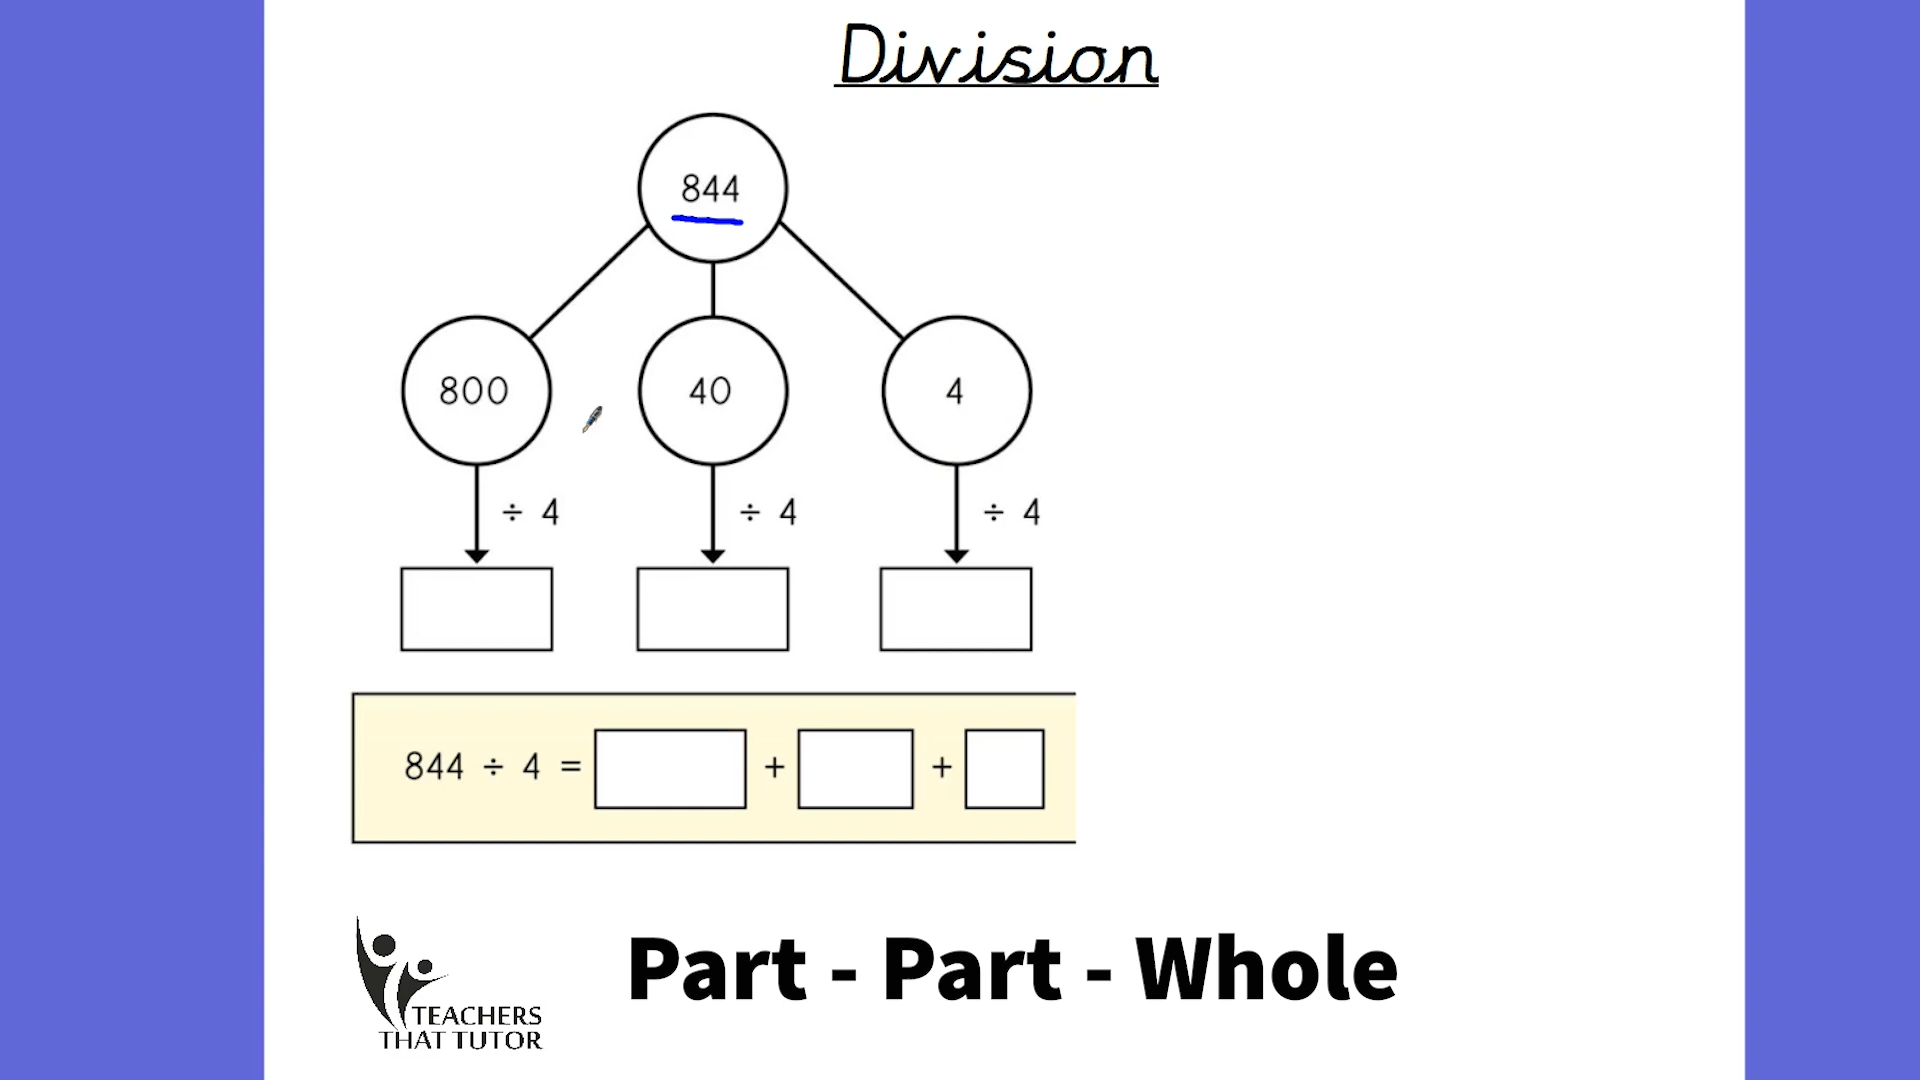 Division
844
800 40 4
÷ 4 ÷ 4 ÷ 4
844 ÷ 4 = + +
Part - Part - Whole
TEACHERS
THAT TUTOR